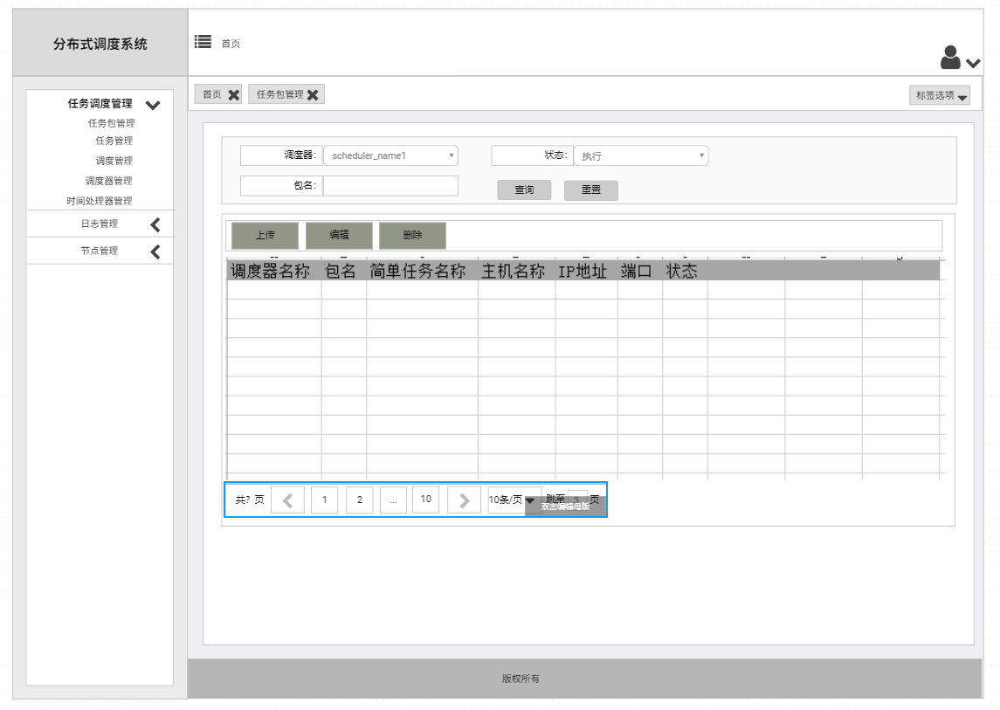 分布式调度系统
首页
首页 任务包管理 标签选项
任务调度管理
任务包管理
任务管理
调度管理
调度器管理
时间处理器管理
日志管理
节点管理
调度器: scheduler_name1 状态: 执行
包名: 查询 重置
上传 编辑 删除
调度器名称 包名 简单任务名称 主机名称 IP地址 端口 状态
共? 页 1 2 ... 10 10条/页 跳至 3 页
双击编辑母版
版权所有